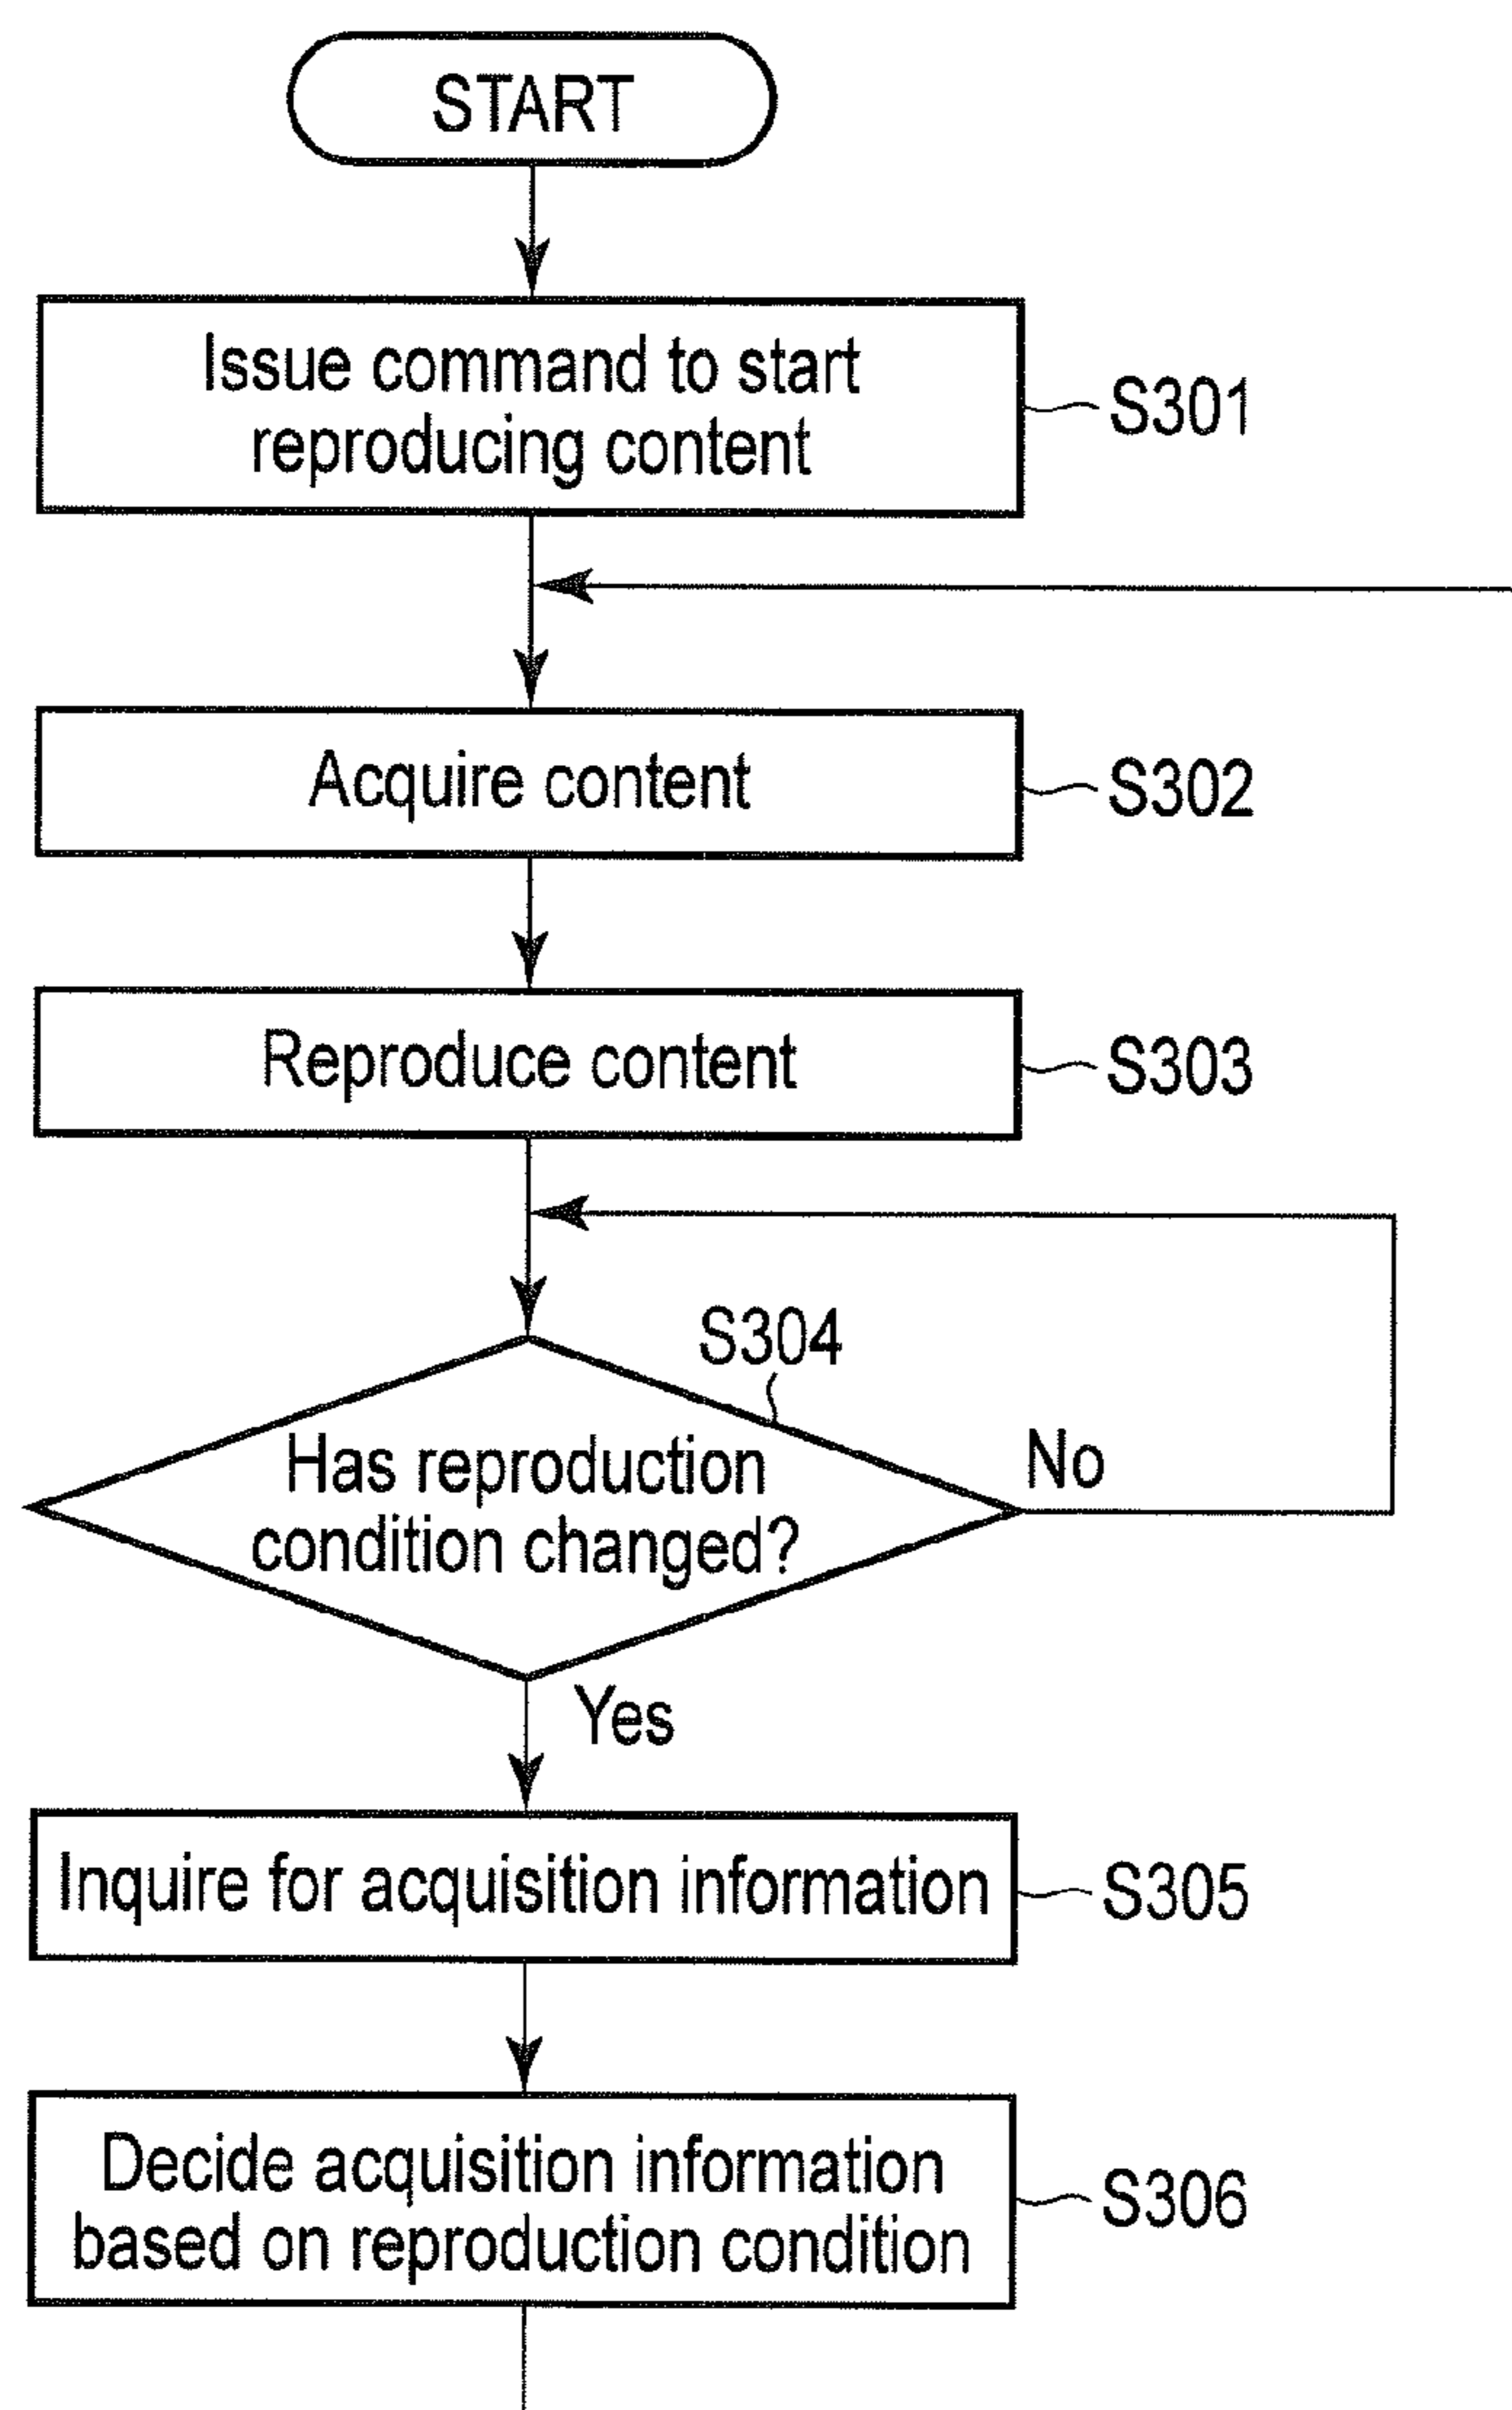 START
Issue command to start
reproducing content
S301
Acquire content
S302
Reproduce content
S303
S304
Has reproduction
condition changed?
No
Yes
Inquire for acquisition information
S305
Decide acquisition information
based on reproduction condition
S306